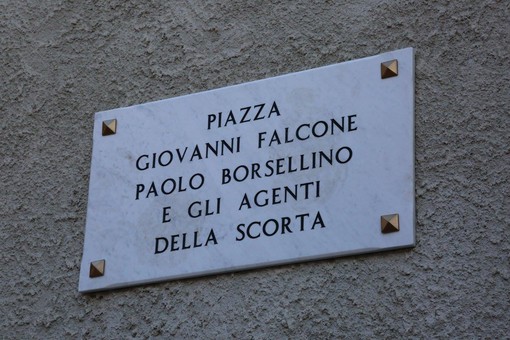 PIAZZA
GIOVANNI FALCONE
PAOLO BORSELLINO
E GLI AGENTI
DELLA SCORTA